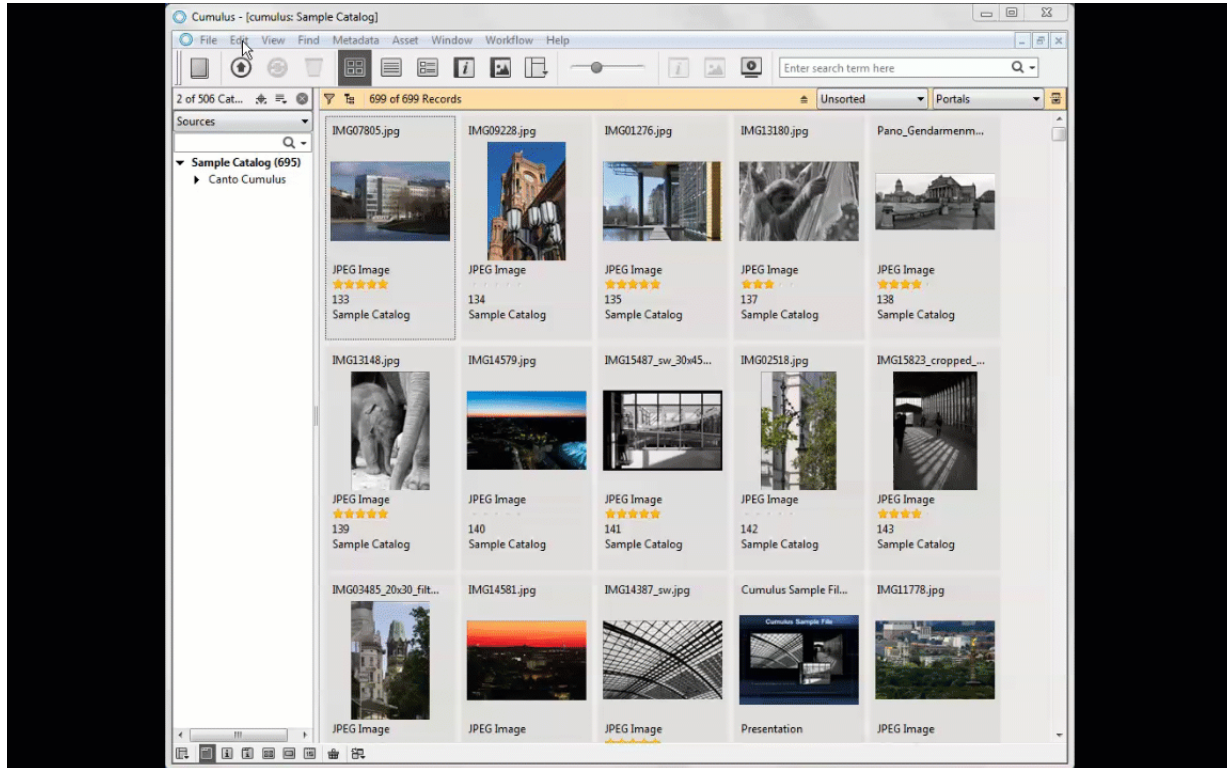 Cumulus - [cumulus: Sample Catalog]
File Edit View Find Metadata Asset Window Workflow Help
Enter search term here
2 of 506 Cat...
699 of 699 Records
Unsorted
Portals
Sources
Sample Catalog (695)
Canto Cumulus
IMG07805.jpg
JPEG Image
133
Sample Catalog
IMG09228.jpg
JPEG Image
134
Sample Catalog
IMG01276.jpg
JPEG Image
135
Sample Catalog
IMG13180.jpg
JPEG Image
137
Sample Catalog
Pano_Gendarmenm...
JPEG Image
138
Sample Catalog
IMG13148.jpg
JPEG Image
139
Sample Catalog
IMG14579.jpg
JPEG Image
140
Sample Catalog
IMG15487_sw_30x45...
JPEG Image
141
Sample Catalog
IMG02518.jpg
JPEG Image
142
Sample Catalog
IMG15823_cropped_...
JPEG Image
143
Sample Catalog
IMG03485_20x30_filt...
JPEG Image
IMG14581.jpg
JPEG Image
IMG14387_sw.jpg
JPEG Image
Cumulus Sample Fil...
Cumulus Sample File
Presentation
IMG11778.jpg
JPEG Image